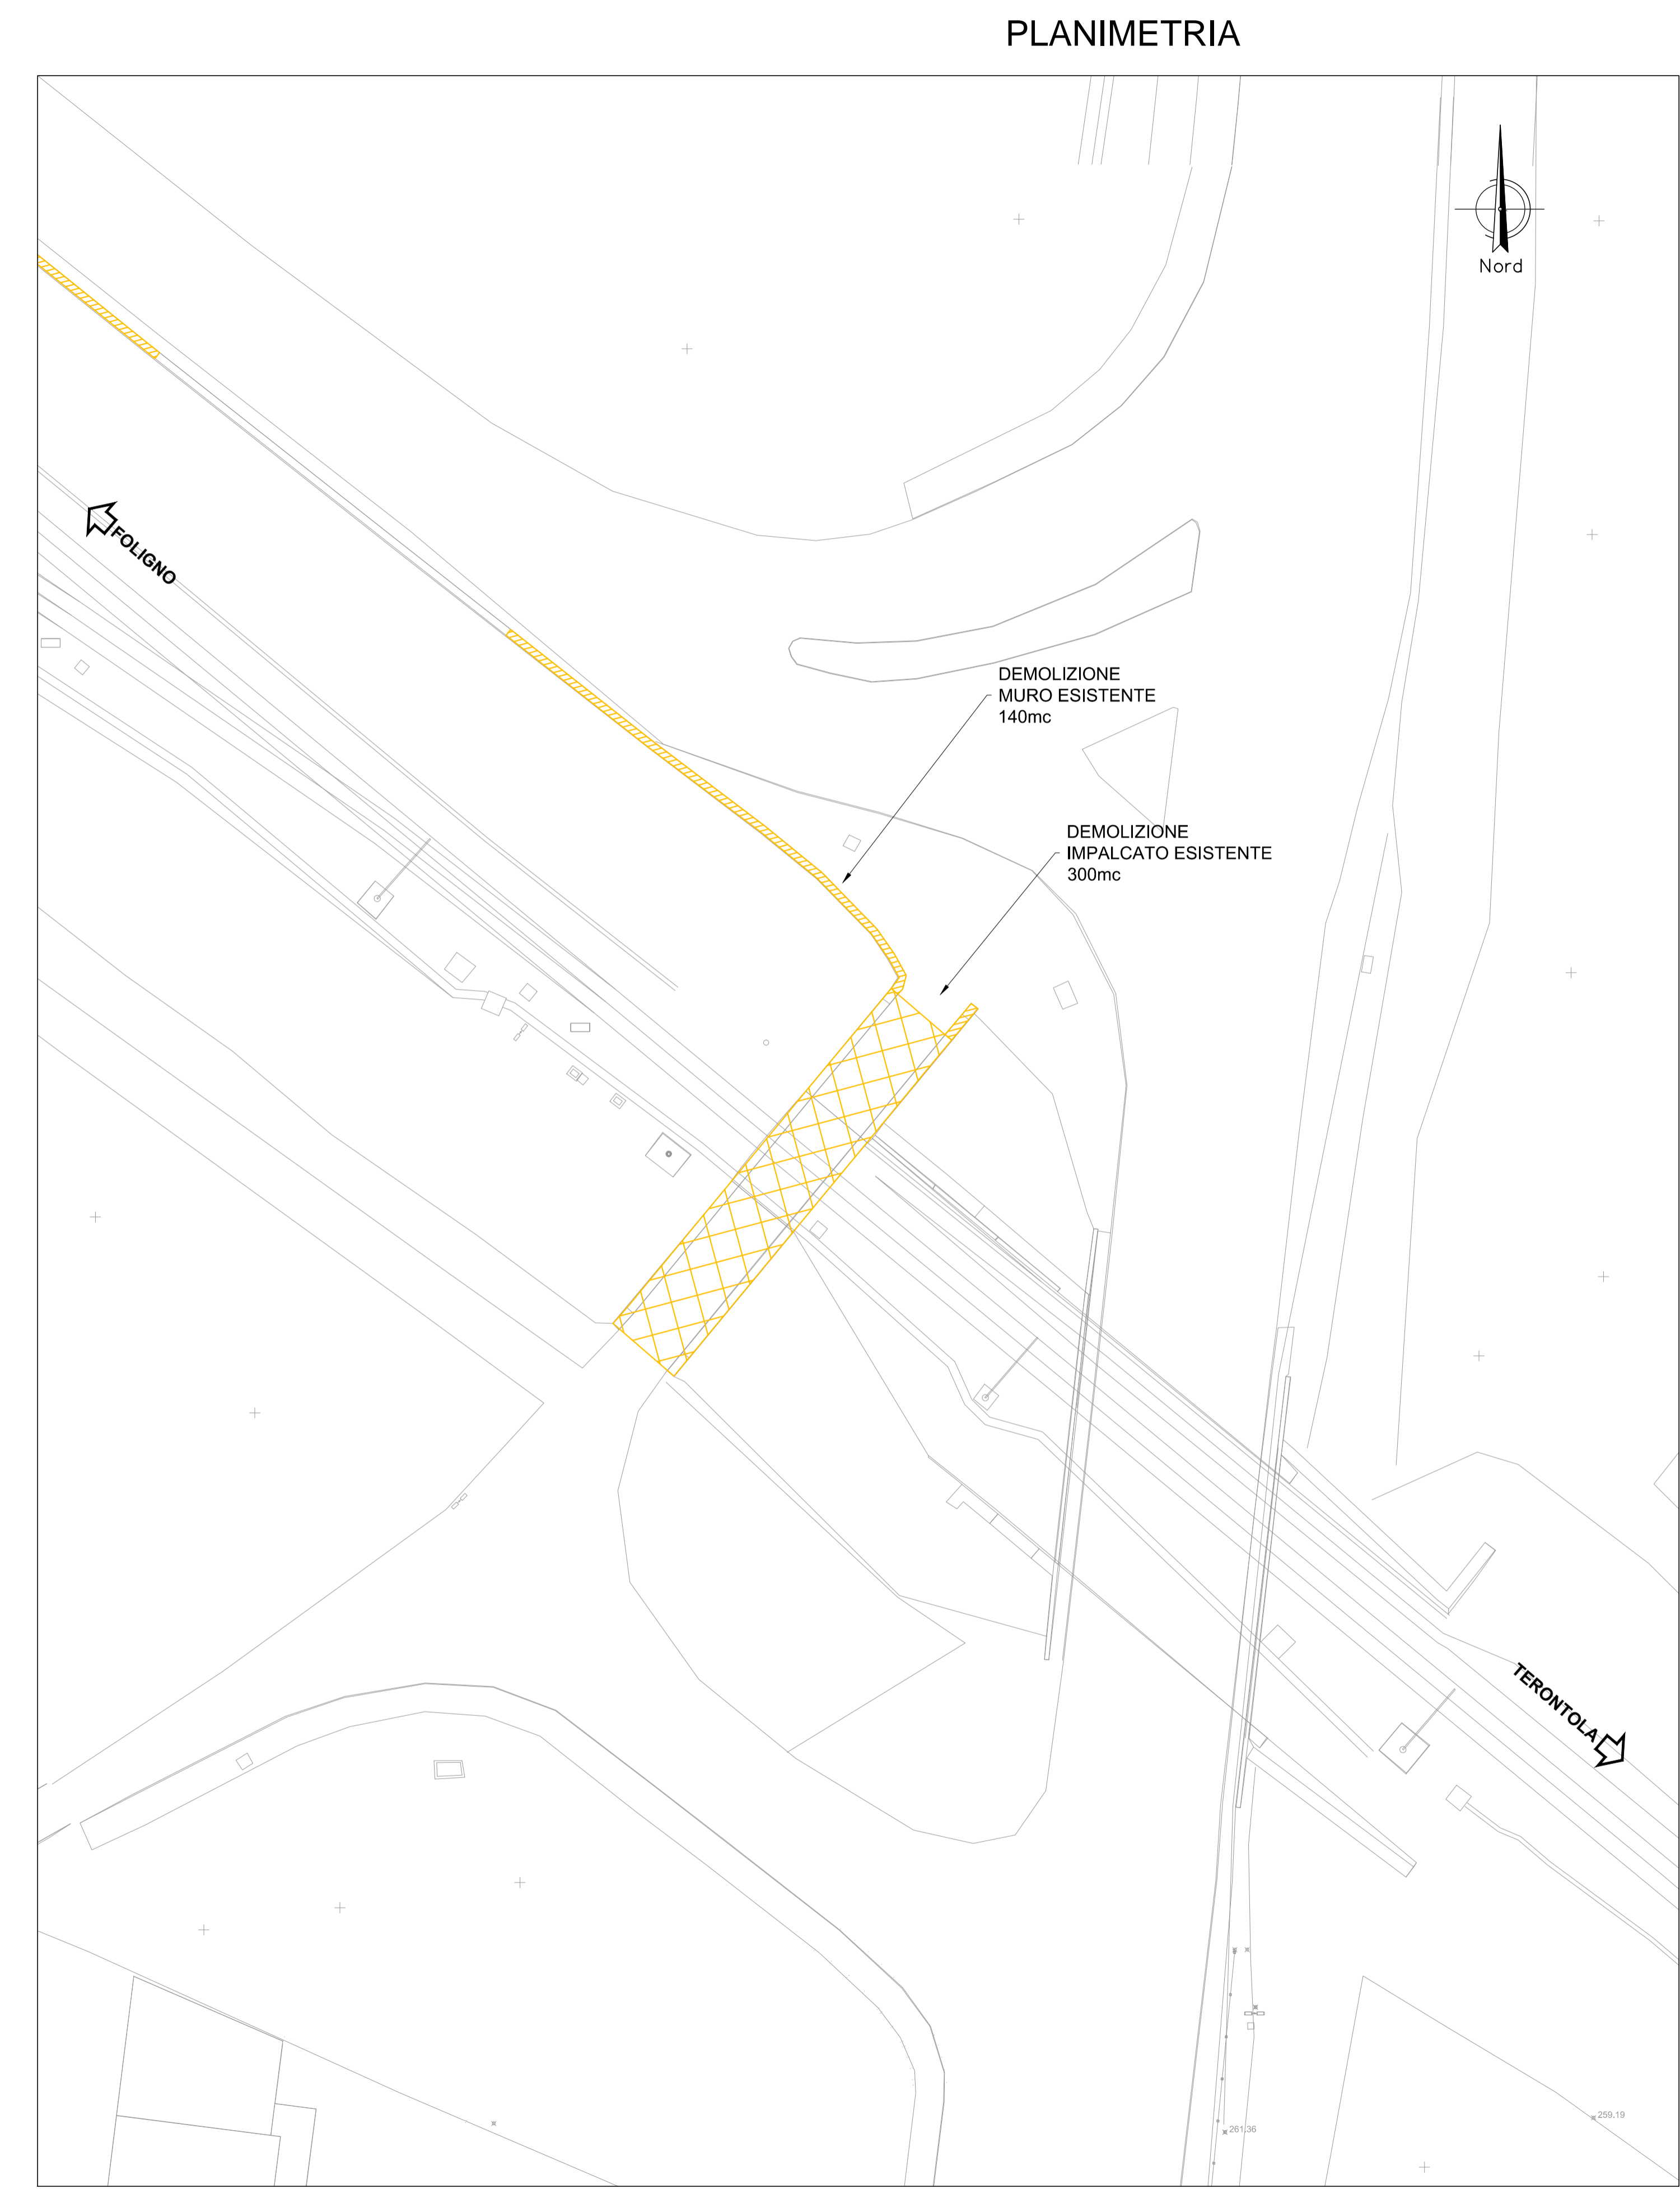 PLANIMETRIA
Nord
FOLIGNO
DEMOLIZIONE
MURO ESISTENTE
140mc
DEMOLIZIONE
IMPALCATO ESISTENTE
300mc
TERONTOLA
259.19
261.36